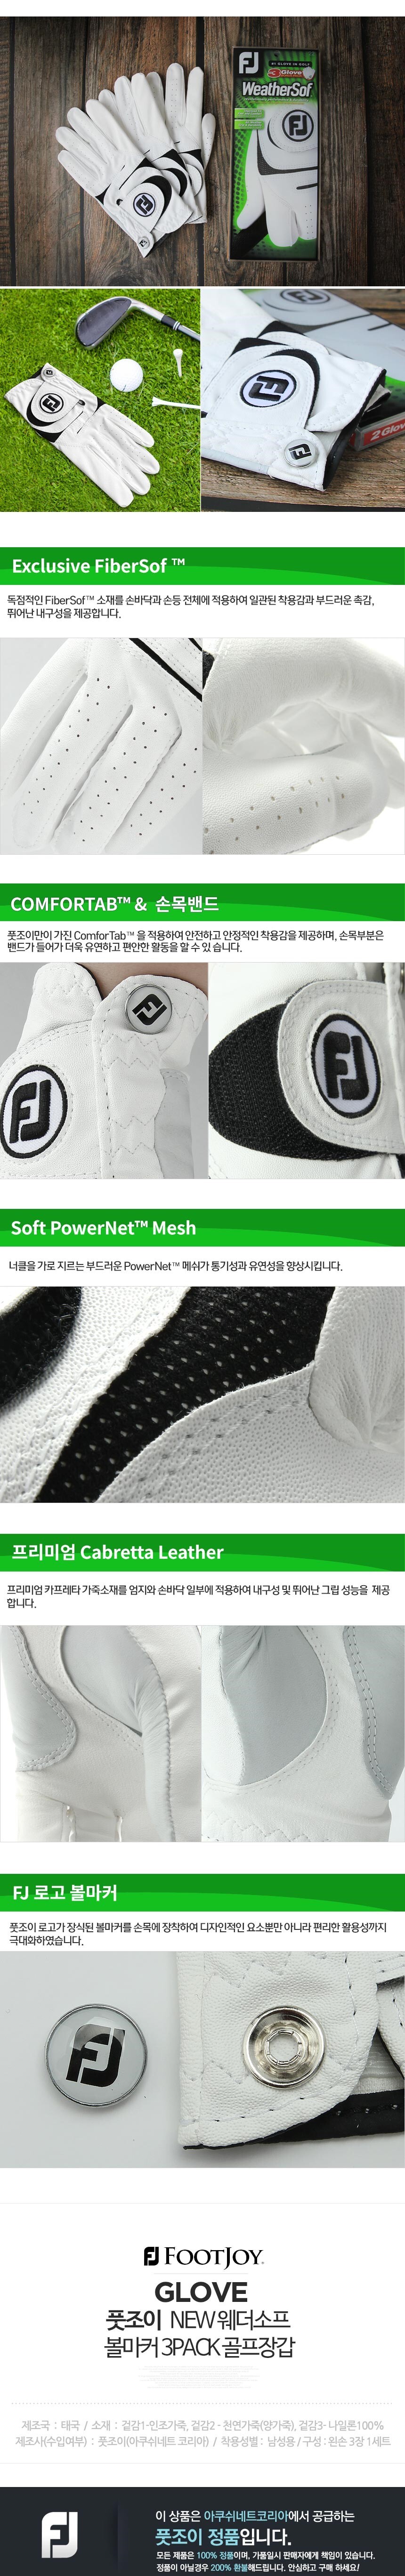 FJ
#1 GLOVE IN GOLF
WeatherSof
FJ
FJ
FJ
FJ
Exclusive FiberSof ™
독점적인 FiberSof™ 소재를 손바닥과 손등 전체에 적용하여 일관된 착용감과 부드러운 촉감,
뛰어난 내구성을 제공합니다.
COMFORTAB™ & 손목밴드
풋조이만이 가진 ComforTab™ 을 적용하여 안전하고 안정적인 착용감을 제공하며, 손목부분은
밴드가 들어가 더욱 유연하고 편안한 활동을 할 수 있 습니다.
FJ
FJ
FJ
Soft PowerNet™ Mesh
너클을 가로 지르는 부드러운 PowerNet™ 메쉬가 통기성과 유연성을 향상시킵니다.
프리미엄 Cabretta Leather
프리미엄 카프레타 가죽소재를 엄지와 손바닥 일부에 적용하여 내구성 및 뛰어난 그립 성능을 제공
합니다.
FJ 로고 볼마커
풋조이 로고가 장식된 볼마커를 손목에 장착하여 디자인적인 요소뿐만 아니라 편리한 활용성까지
극대화하였습니다.
FJ
FJ FOOTJOY
GLOVE
풋조이 NEW 웨더소프
볼마커 3PACK 골프장갑
제조국 : 태국 / 소재 : 겉감1-인조가죽, 겉감2 - 천연가죽(양가죽), 겉감3- 나일론100%
제조사(수입여부) : 풋조이(아쿠쉬네트 코리아) / 착용성별 : 남성용 / 구성 : 왼손 3장 1세트
FJ
이 상품은 아쿠쉬네트코리아에서 공급하는
풋조이 정품입니다.
모든 제품은 100% 정품이며, 가품일시 판매자에게 책임이 있습니다.
정품이 아닐경우 200% 환불해드립니다. 안심하고 구매 하세요!